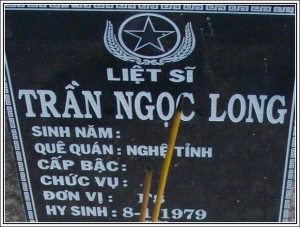 LIỆT SĨ
TRẦN NGỌC LONG
SINH NĂM :
QUÊ QUÁN : NGHỆ TỈNH
CẤP BẬC :
CHỨC VỤ :
ĐƠN VỊ :
HY SINH : 8-1 1979